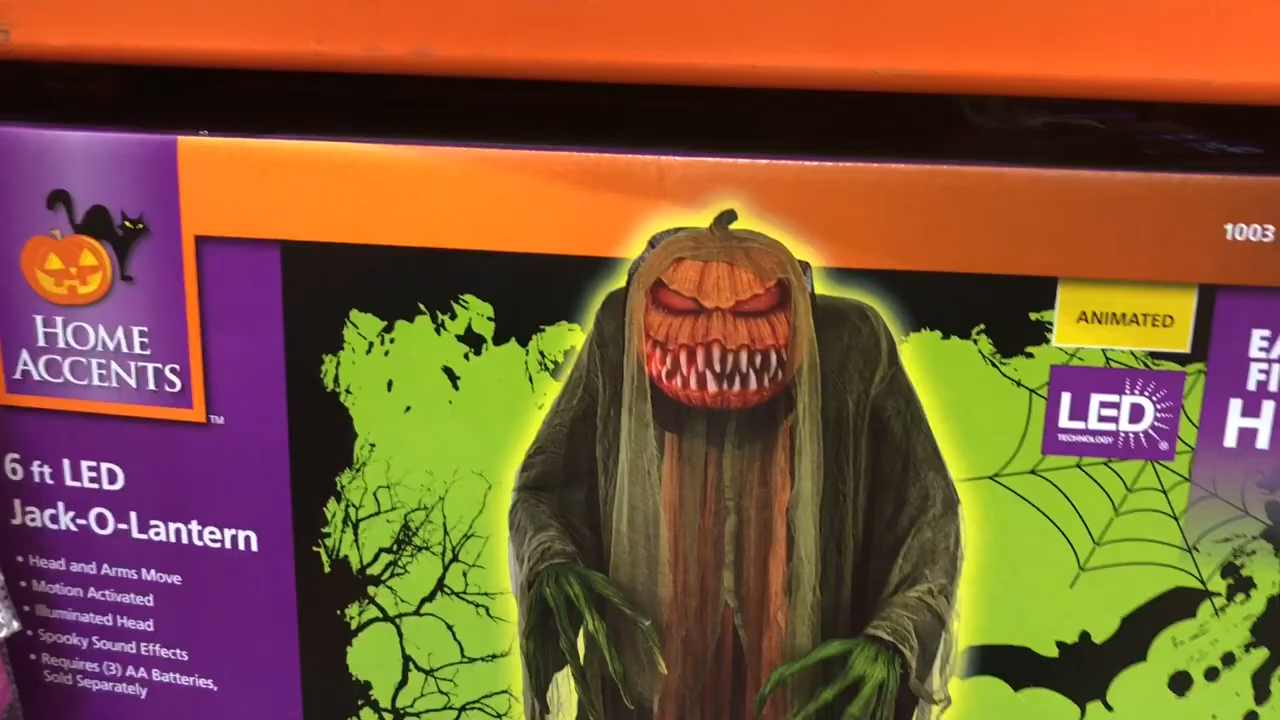 HOME
ACCENTS
™
6 ft LED
Jack-O-Lantern
• Head and Arms Move
• Motion Activated
• Illuminated Head
• Spooky Sound Effects
• Requires (3) AA Batteries,
Sold Separately
1003
ANIMATED
LED
TECHNOLOGY ®